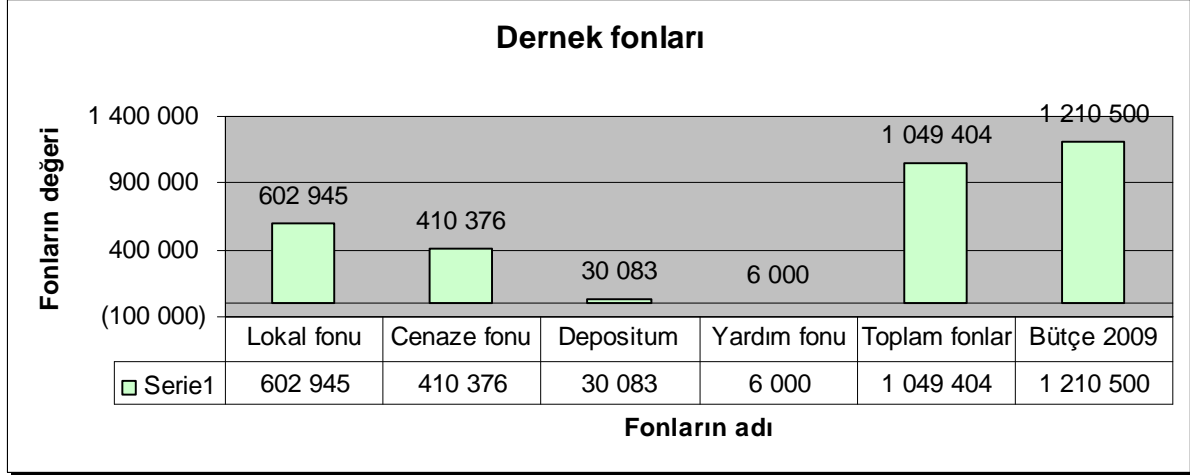 Dernek fonları
Fonların değeri
1 400 000
900 000
400 000
(100 000)
602 945
410 376
30 083
6 000
1 049 404
1 210 500
Lokal fonu Cenaze fonu Depositum Yardım fonu Toplam fonlar Bütçe 2009
Serie1 602 945 410 376 30 083 6 000 1 049 404 1 210 500
Fonların adı